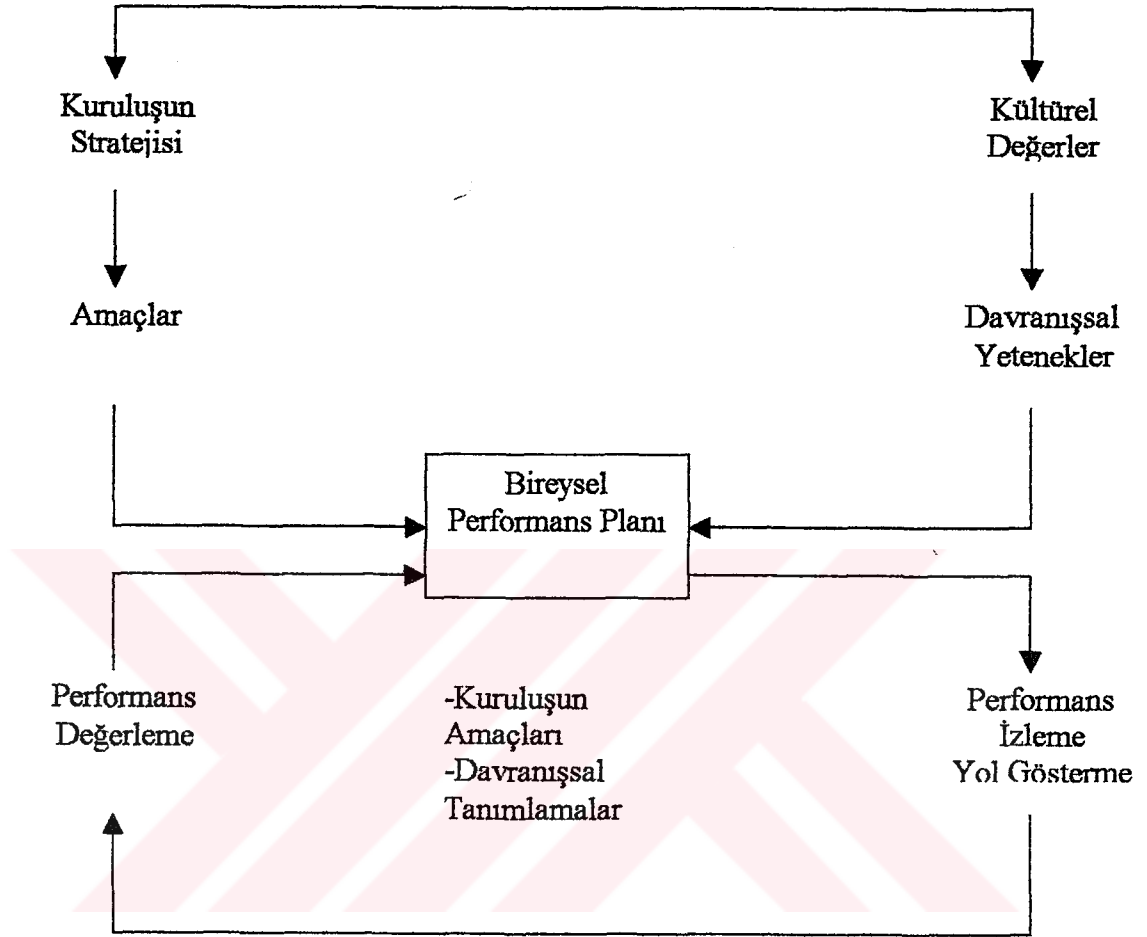 Kuruluşun
Stratejisi
Kültürel
Değerler
Amaçlar
Davranışsal
Yetenekler
Bireysel
Performans Planı
Performans
Değerleme
-Kuruluşun
Amaçları
-Davranışsal
Tanımlamalar
Performans
İzleme
Yol Gösterme